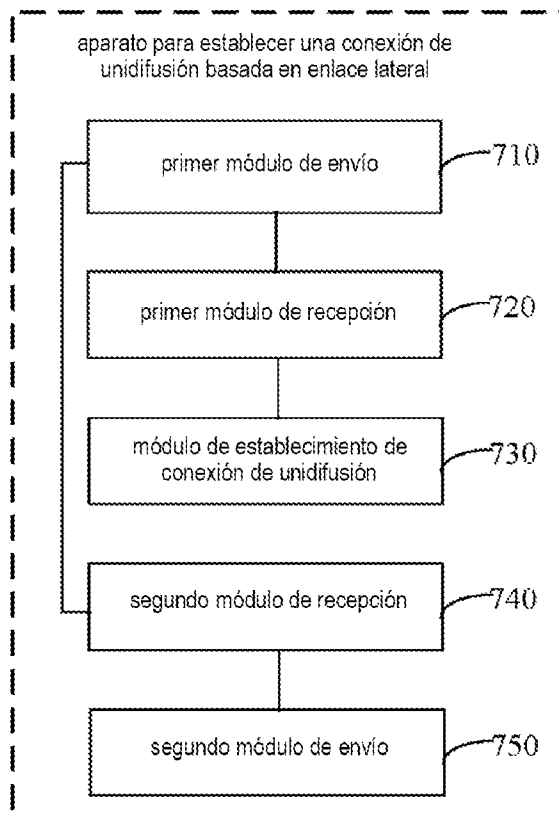 aparato para establecer una conexión de
unidifusión basada en enlace lateral
primer módulo de envío
710
primer módulo de recepción
720
módulo de establecimiento de
conexión de unidifusión
730
segundo módulo de recepción
740
segundo módulo de envío
750